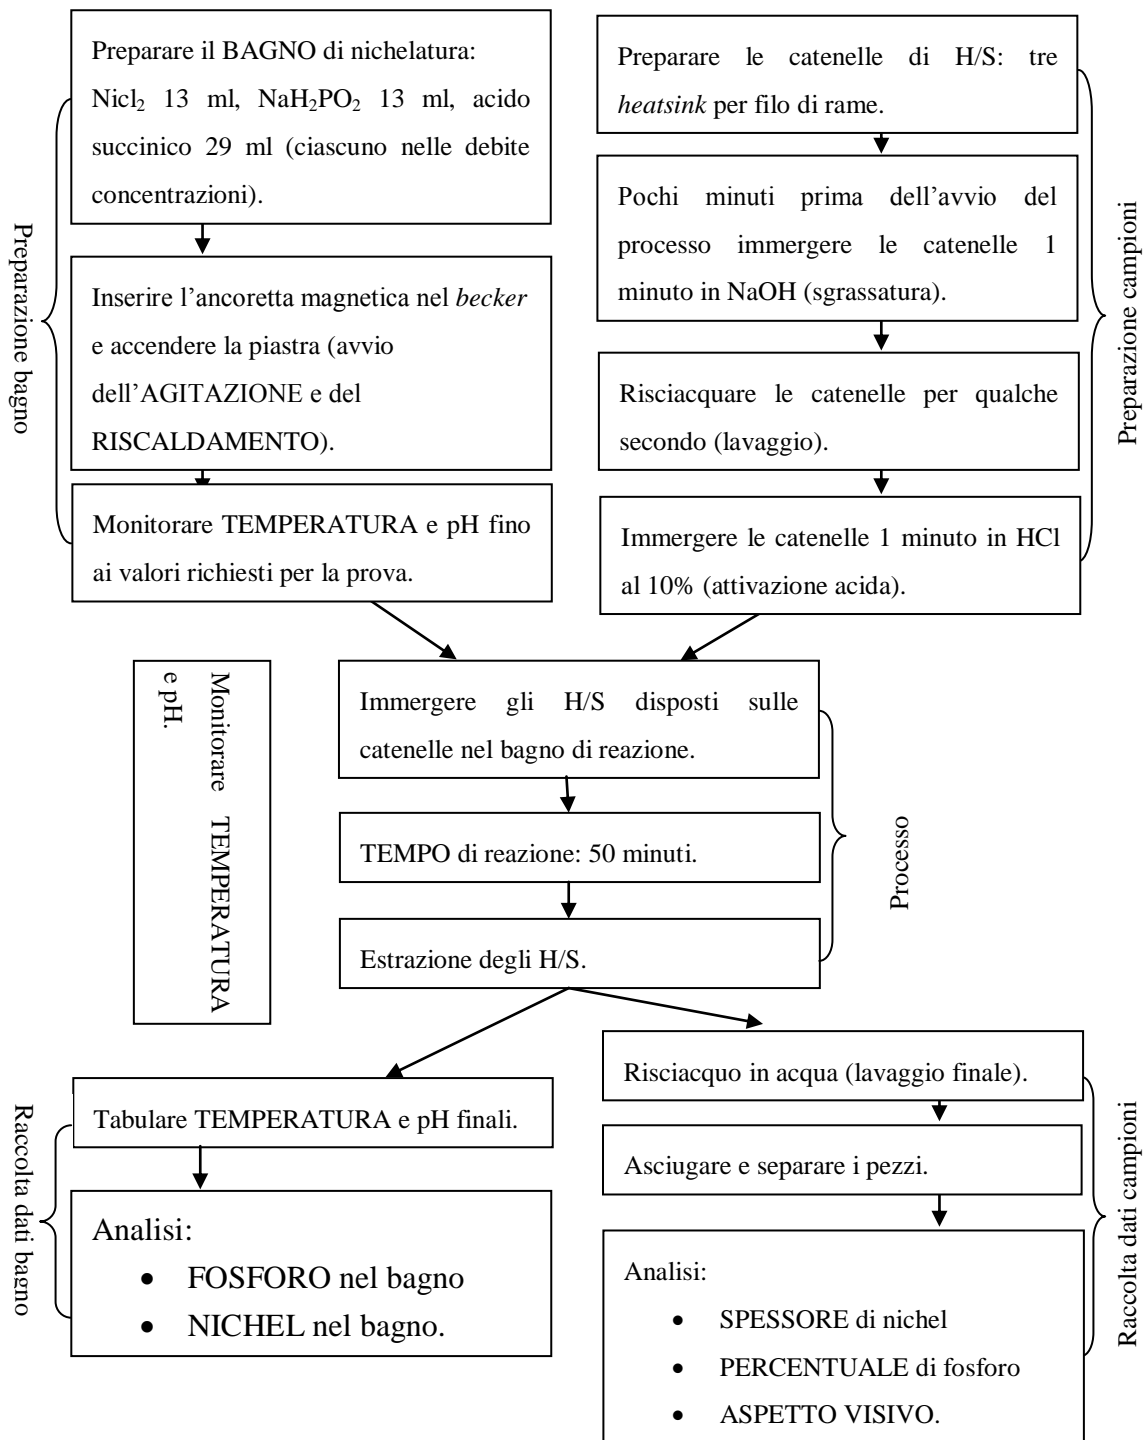 Preparazione bagno
Preparare il BAGNO di nichelatura:
Nicl₂ 13 ml, NaH₂PO₂ 13 ml, acido
succinico 29 ml (ciascuno nelle debite
concentrazioni).
Inserire l’ancoretta magnetica nel becker
e accendere la piastra (avvio
dell’AGITAZIONE e del
RISCALDAMENTO).
Monitorare TEMPERATURA e pH fino
ai valori richiesti per la prova.
Preparazione campioni
Preparare le catenelle di H/S: tre
heatsink per filo di rame.
Pochi minuti prima dell’avvio del
processo immergere le catenelle 1
minuto in NaOH (sgrassatura).
Risciacquare le catenelle per qualche
secondo (lavaggio).
Immergere le catenelle 1 minuto in HCl
al 10% (attivazione acida).
Monitorare TEMPERATURA
e pH.
Immergere gli H/S disposti sulle
catenelle nel bagno di reazione.
TEMPO di reazione: 50 minuti.
Estrazione degli H/S.
Processo
Raccolta dati bagno
Tabulare TEMPERATURA e pH finali.
Analisi:
• FOSFORO nel bagno
• NICHEL nel bagno.
Risciacquo in acqua (lavaggio finale).
Asciugare e separare i pezzi.
Analisi:
• SPESSORE di nichel
• PERCENTUALE di fosforo
• ASPETTO VISIVO.
Raccolta dati campioni